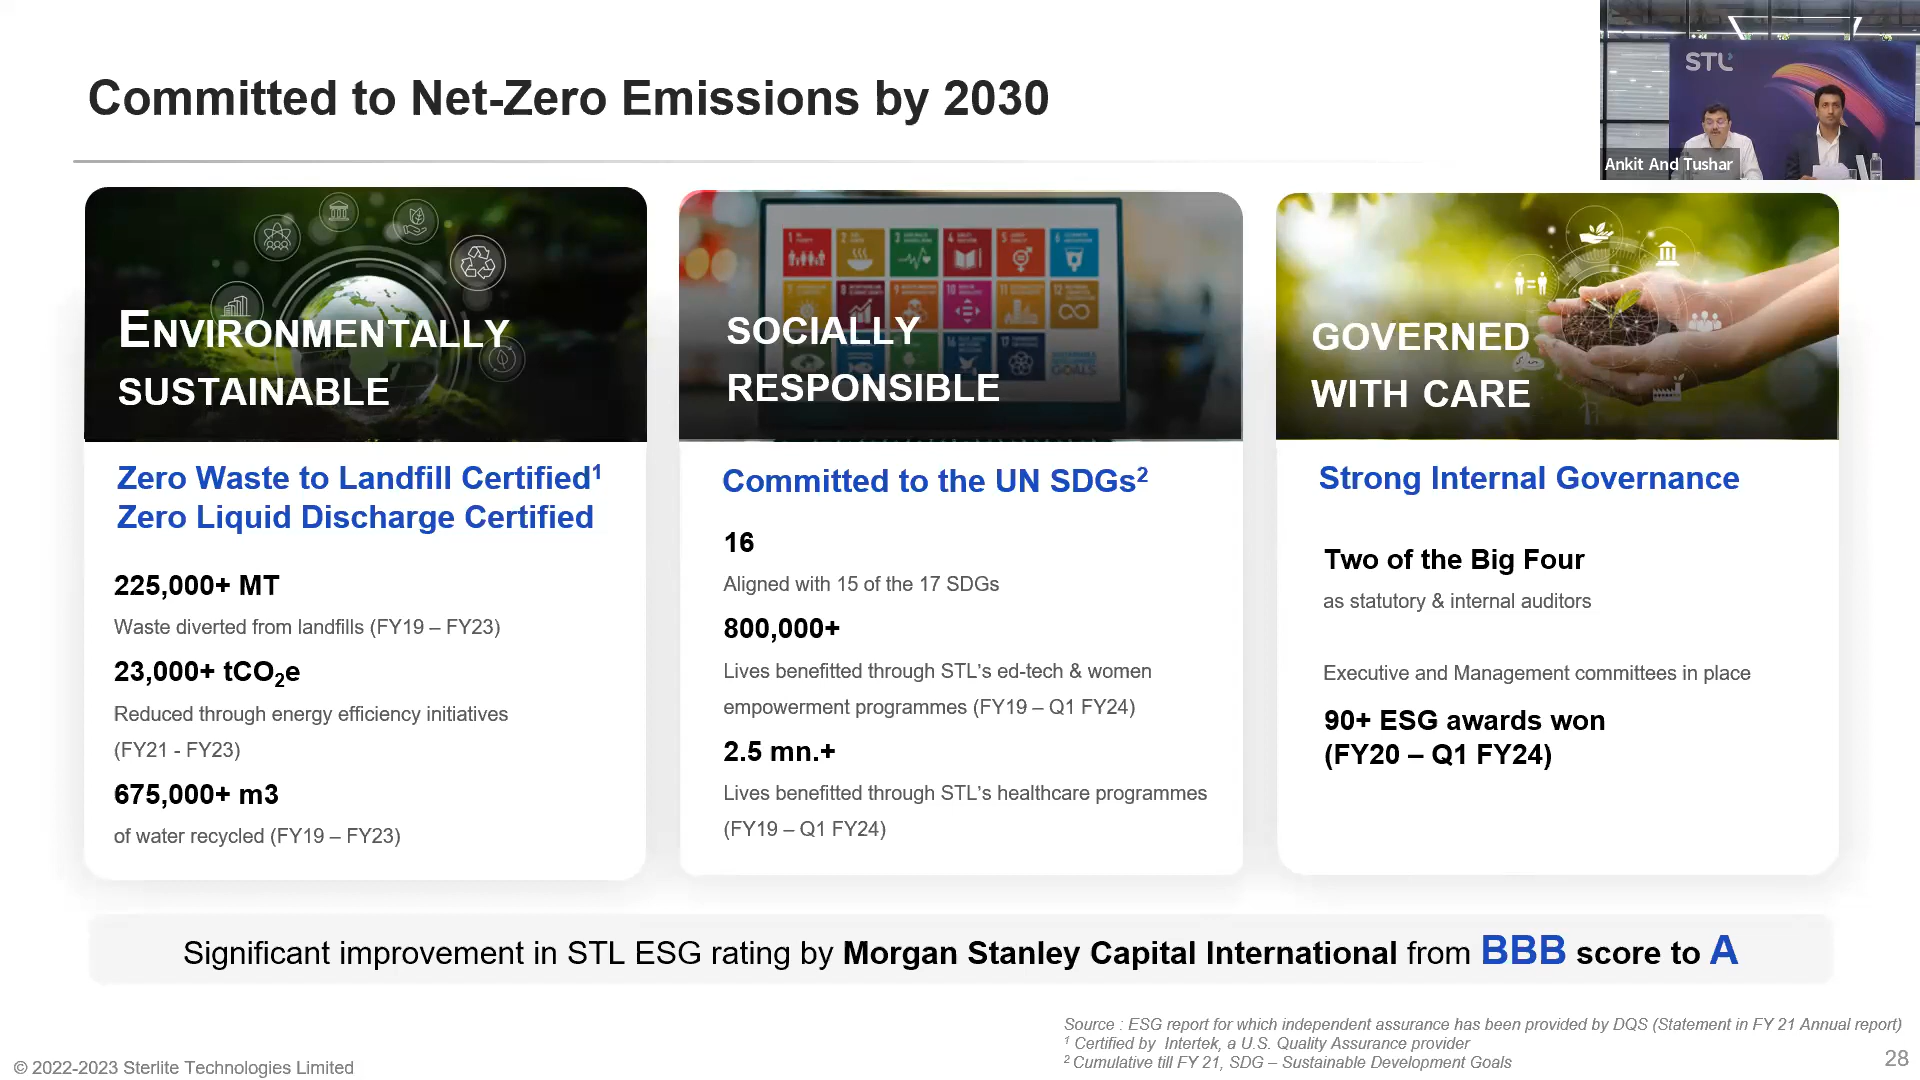 Committed to Net-Zero Emissions by 2030
STL
Ankit And Tushar
ENVIRONMENTALLY
SUSTAINABLE
Zero Waste to Landfill Certified¹
Zero Liquid Discharge Certified
225,000+ MT
Waste diverted from landfills (FY19 – FY23)
23,000+ tCO₂e
Reduced through energy efficiency initiatives
(FY21 - FY23)
675,000+ m3
of water recycled (FY19 – FY23)
SOCIALLY
RESPONSIBLE
Committed to the UN SDGs²
16
Aligned with 15 of the 17 SDGs
800,000+
Lives benefitted through STL's ed-tech & women
empowerment programmes (FY19 – Q1 FY24)
2.5 mn.+
Lives benefitted through STL's healthcare programmes
(FY19 – Q1 FY24)
GOVERNED
WITH CARE
Strong Internal Governance
Two of the Big Four
as statutory & internal auditors
Executive and Management committees in place
90+ ESG awards won
(FY20 – Q1 FY24)
Significant improvement in STL ESG rating by Morgan Stanley Capital International from BBB score to A
Source : ESG report for which independent assurance has been provided by DQS (Statement in FY 21 Annual report)
¹ Certified by Intertek, a U.S. Quality Assurance provider
² Cumulative till FY 21, SDG – Sustainable Development Goals
© 2022-2023 Sterlite Technologies Limited
28